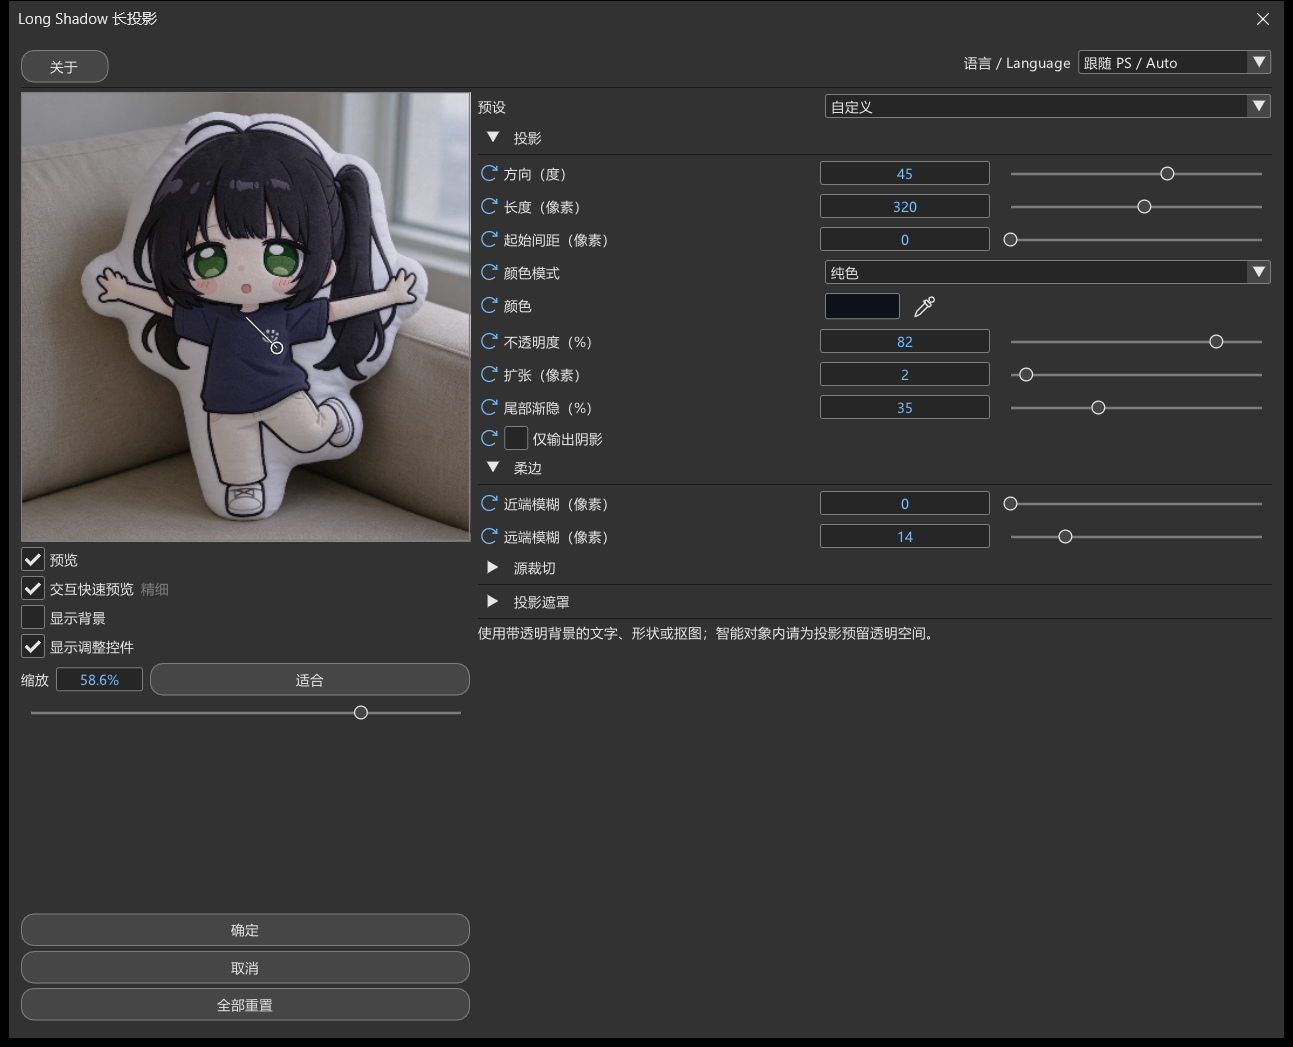 Long Shadow 长投影
关于
语言 / Language 跟随 PS / Auto
预设 自定义
投影
方向（度） 45
长度（像素） 320
起始间距（像素） 0
颜色模式 纯色
颜色
不透明度（%） 82
扩张（像素） 2
尾部渐隐（%） 35
仅输出阴影
柔边
近端模糊（像素） 0
远端模糊（像素） 14
源裁切
投影遮罩
使用带透明背景的文字、形状或抠图；智能对象内请为投影预留透明空间。
预览
交互快速预览 精细
显示背景
显示调整控件
缩放 58.6% 适合
确定
取消
全部重置